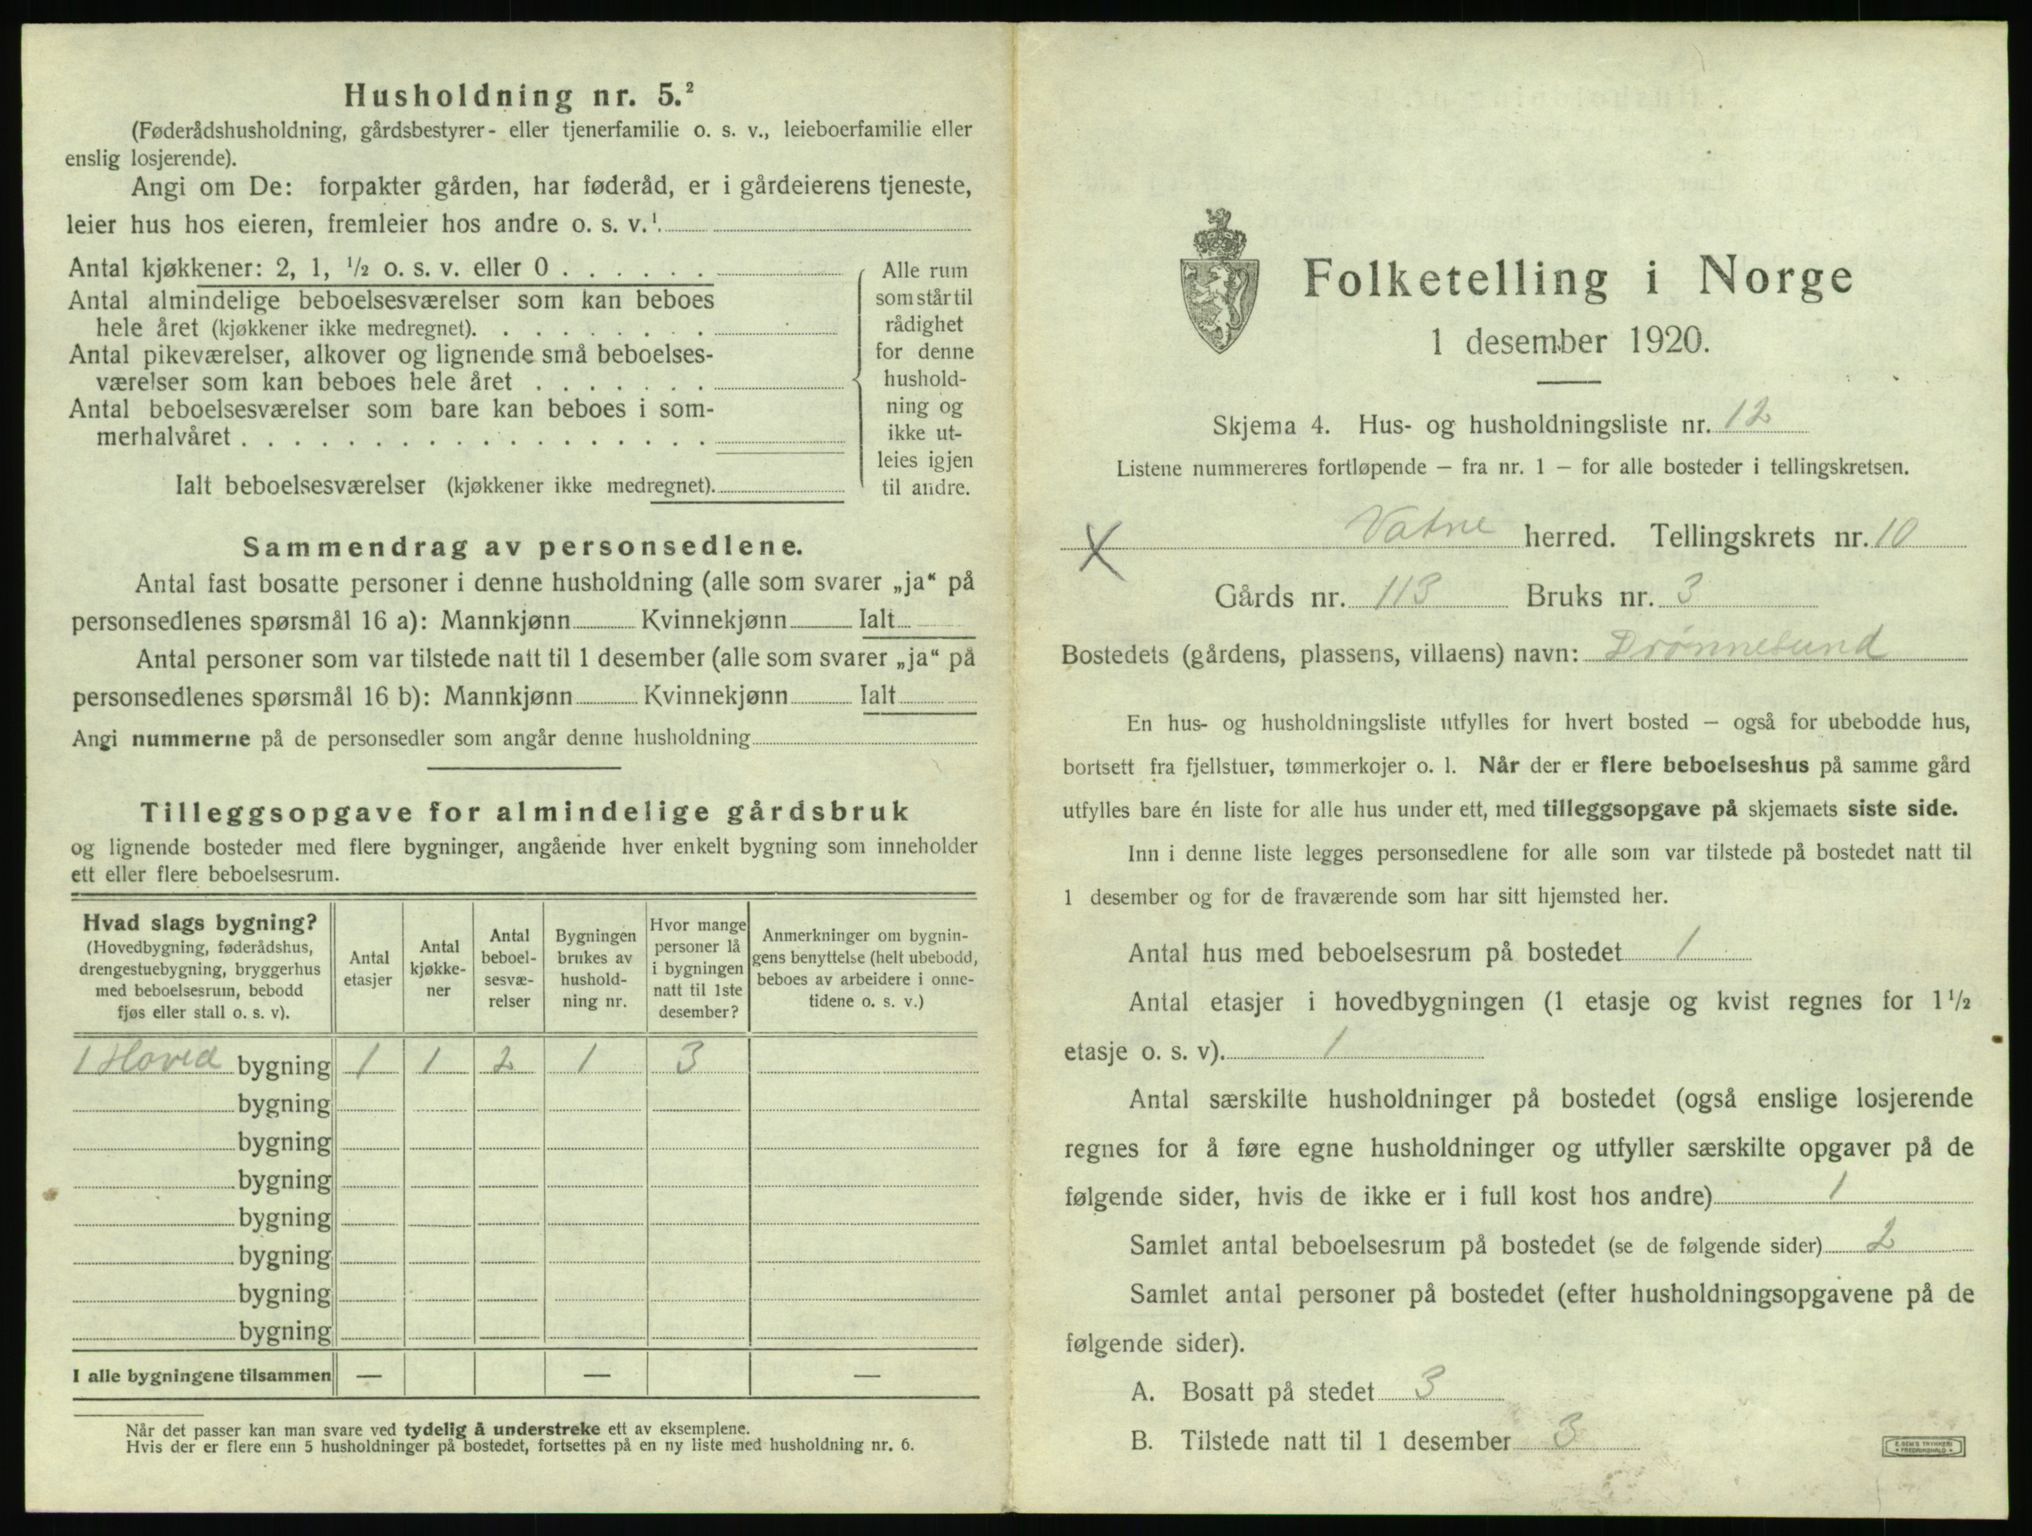 Husholdning nr. 5.²
(Føderådshusholdning, gårdsbestyrer- eller tjenerfamilie o. s. v., leieboerfamilie eller
enslig losjerende).
Angi om De: forpakter gården, har føderåd, er i gårdeierens tjeneste,
leier hus hos eieren, fremleier hos andre o. s. v.¹.
Antal kjøkkener: 2, 1, ½ o. s. v. eller 0 . . . . . .
Antal almindelige beboelsesværelser som kan beboes
hele året (kjøkkener ikke medregnet). . . . . . . . .
Antal pikeværelser, alkover og lignende små beboelses-
værelser som kan beboes hele året . . . . . . .
Antal beboelsesværelser som bare kan beboes i som-
merhalvåret . . . . . . . . . . . . . . . . . .
Ialt beboelsesværelser (kjøkkener ikke medregnet).
Alle rum
som står til
rådighet
for denne
hushold-
ning og
ikke ut-
leies igjen
til andre.
Sammendrag av personsedlene.
Antal fast bosatte personer i denne husholdning (alle som svarer „ja“ på
personsedlenes spørsmål 16 a): Mannkjønn Kvinnekjønn Ialt
Antal personer som var tilstede natt til 1 desember (alle som svarer „ja“ på
personsedlenes spørsmål 16 b): Mannkjønn Kvinnekjønn Ialt
Angi nummerne på de personsedler som angår denne husholdning
Tilleggsopgave for almindelige gårdsbruk
og lignende bosteder med flere bygninger, angående hver enkelt bygning som inneholder
ett eller flere beboelsesrum.
Hvad slags bygning?
(Hovedbygning, føderådshus,
drengestuebygning, bryggerhus
med beboelsesrum, bebodd
fjøs eller stall o. s. v).
Antal
etasjer
Antal
kjøkke-
ner
Antal
beboel-
sesvæ-
relser
Bygningen
brukes av
hushold-
ning nr.
Hvor mange
personer lå
i bygningen
natt til 1ste
desember?
Anmerkninger om bygnin-
gens benyttelse (helt ubebodd,
beboes av arbeidere i onne-
tidene o. s. v.)
1 Hoved bygning 1 1 2 1 3
bygning
bygning
bygning
bygning
bygning
bygning
bygning
I alle bygningene tilsammen — — —
Når det passer kan man svare ved tydelig å understreke ett av eksemplene.
Hvis der er flere enn 5 husholdninger på bostedet, fortsettes på en ny liste med husholdning nr. 6.
Folketelling i Norge
1 desember 1920.
Skjema 4. Hus- og husholdningsliste nr. 12
Listene nummereres fortløpende – fra nr. 1 – for alle bosteder i tellingskretsen.
X Vatne herred. Tellingskrets nr. 10
Gårds nr. 113 Bruks nr. 3
Bostedets (gårdens, plassens, villaens) navn: Drønnesund
En hus- og husholdningsliste utfylles for hvert bosted – også for ubebodde hus,
bortsett fra fjellstuer, tømmerkojer o. l. Når der er flere beboelseshus på samme gård
utfylles bare én liste for alle hus under ett, med tilleggsopgave på skjemaets siste side.
Inn i denne liste legges personsedlene for alle som var tilstede på bostedet natt til
1 desember og for de fraværende som har sitt hjemsted her.
Antal hus med beboelsesrum på bostedet 1
Antal etasjer i hovedbygningen (1 etasje og kvist regnes for 1½
etasje o. s. v). 1
Antal særskilte husholdninger på bostedet (også enslige losjerende
regnes for å føre egne husholdninger og utfyller særskilte opgaver på de
følgende sider, hvis de ikke er i full kost hos andre) 1
Samlet antal beboelsesrum på bostedet (se de følgende sider) 2
Samlet antal personer på bostedet (efter husholdningsopgavene på de
følgende sider).
A. Bosatt på stedet 3
B. Tilstede natt til 1 desember 3
E. SEM'S TRYKKERI
FREDRIKSHALD